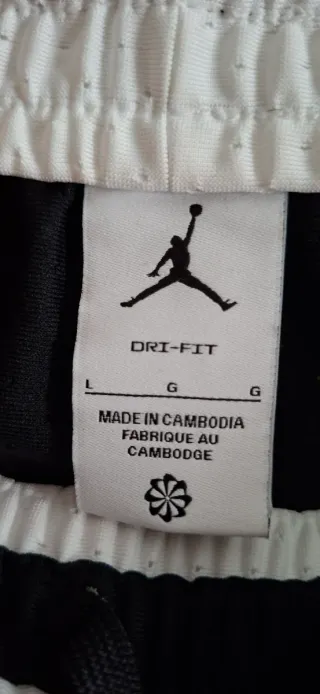 DRI-FIT
L G G
MADE IN CAMBODIA
FABRIQUE AU
CAMBODGE